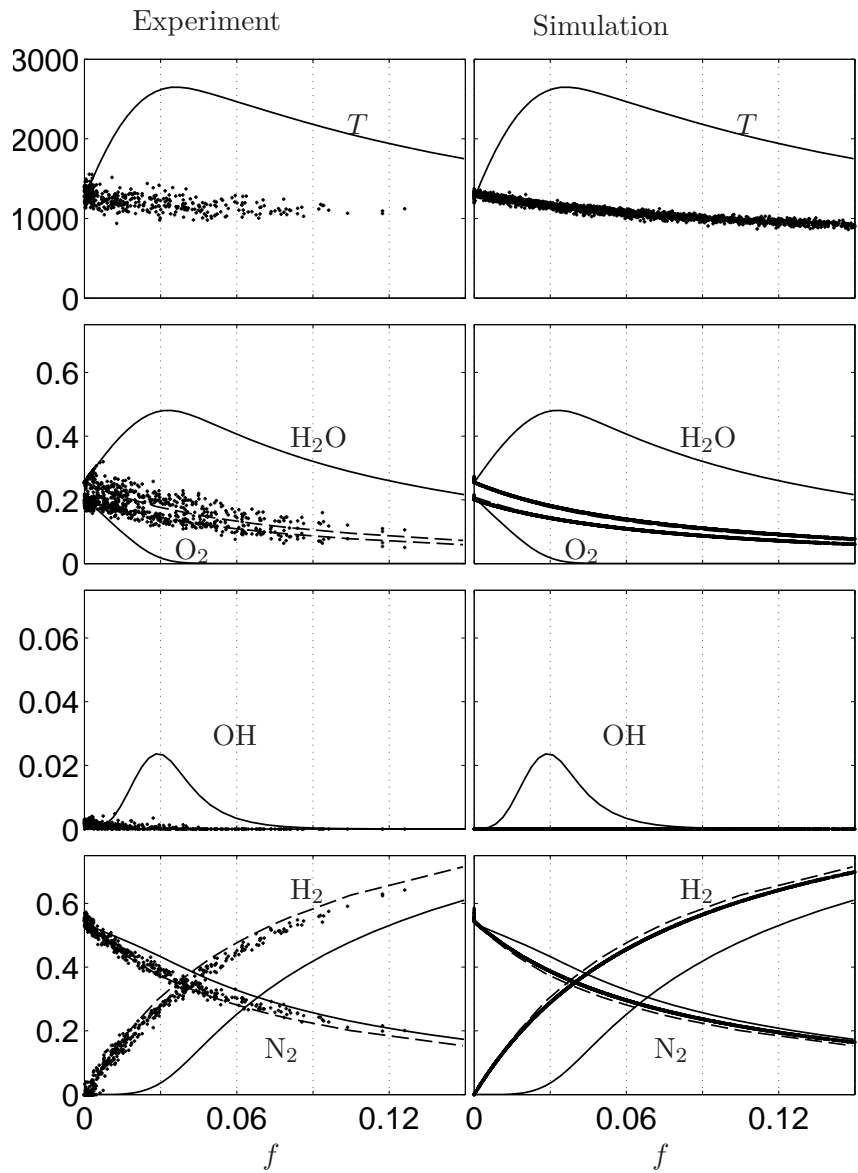 Experiment Simulation
3000
T T
2000
1000
0
0.6
H₂O H₂O
0.4
0.2
O₂ O₂
0
0.06
0.04
OH OH
0.02
0
H₂ H₂
0.6
0.4
0.2
N₂ N₂
0
0 0.06 0.12 0 0.06 0.12
f f